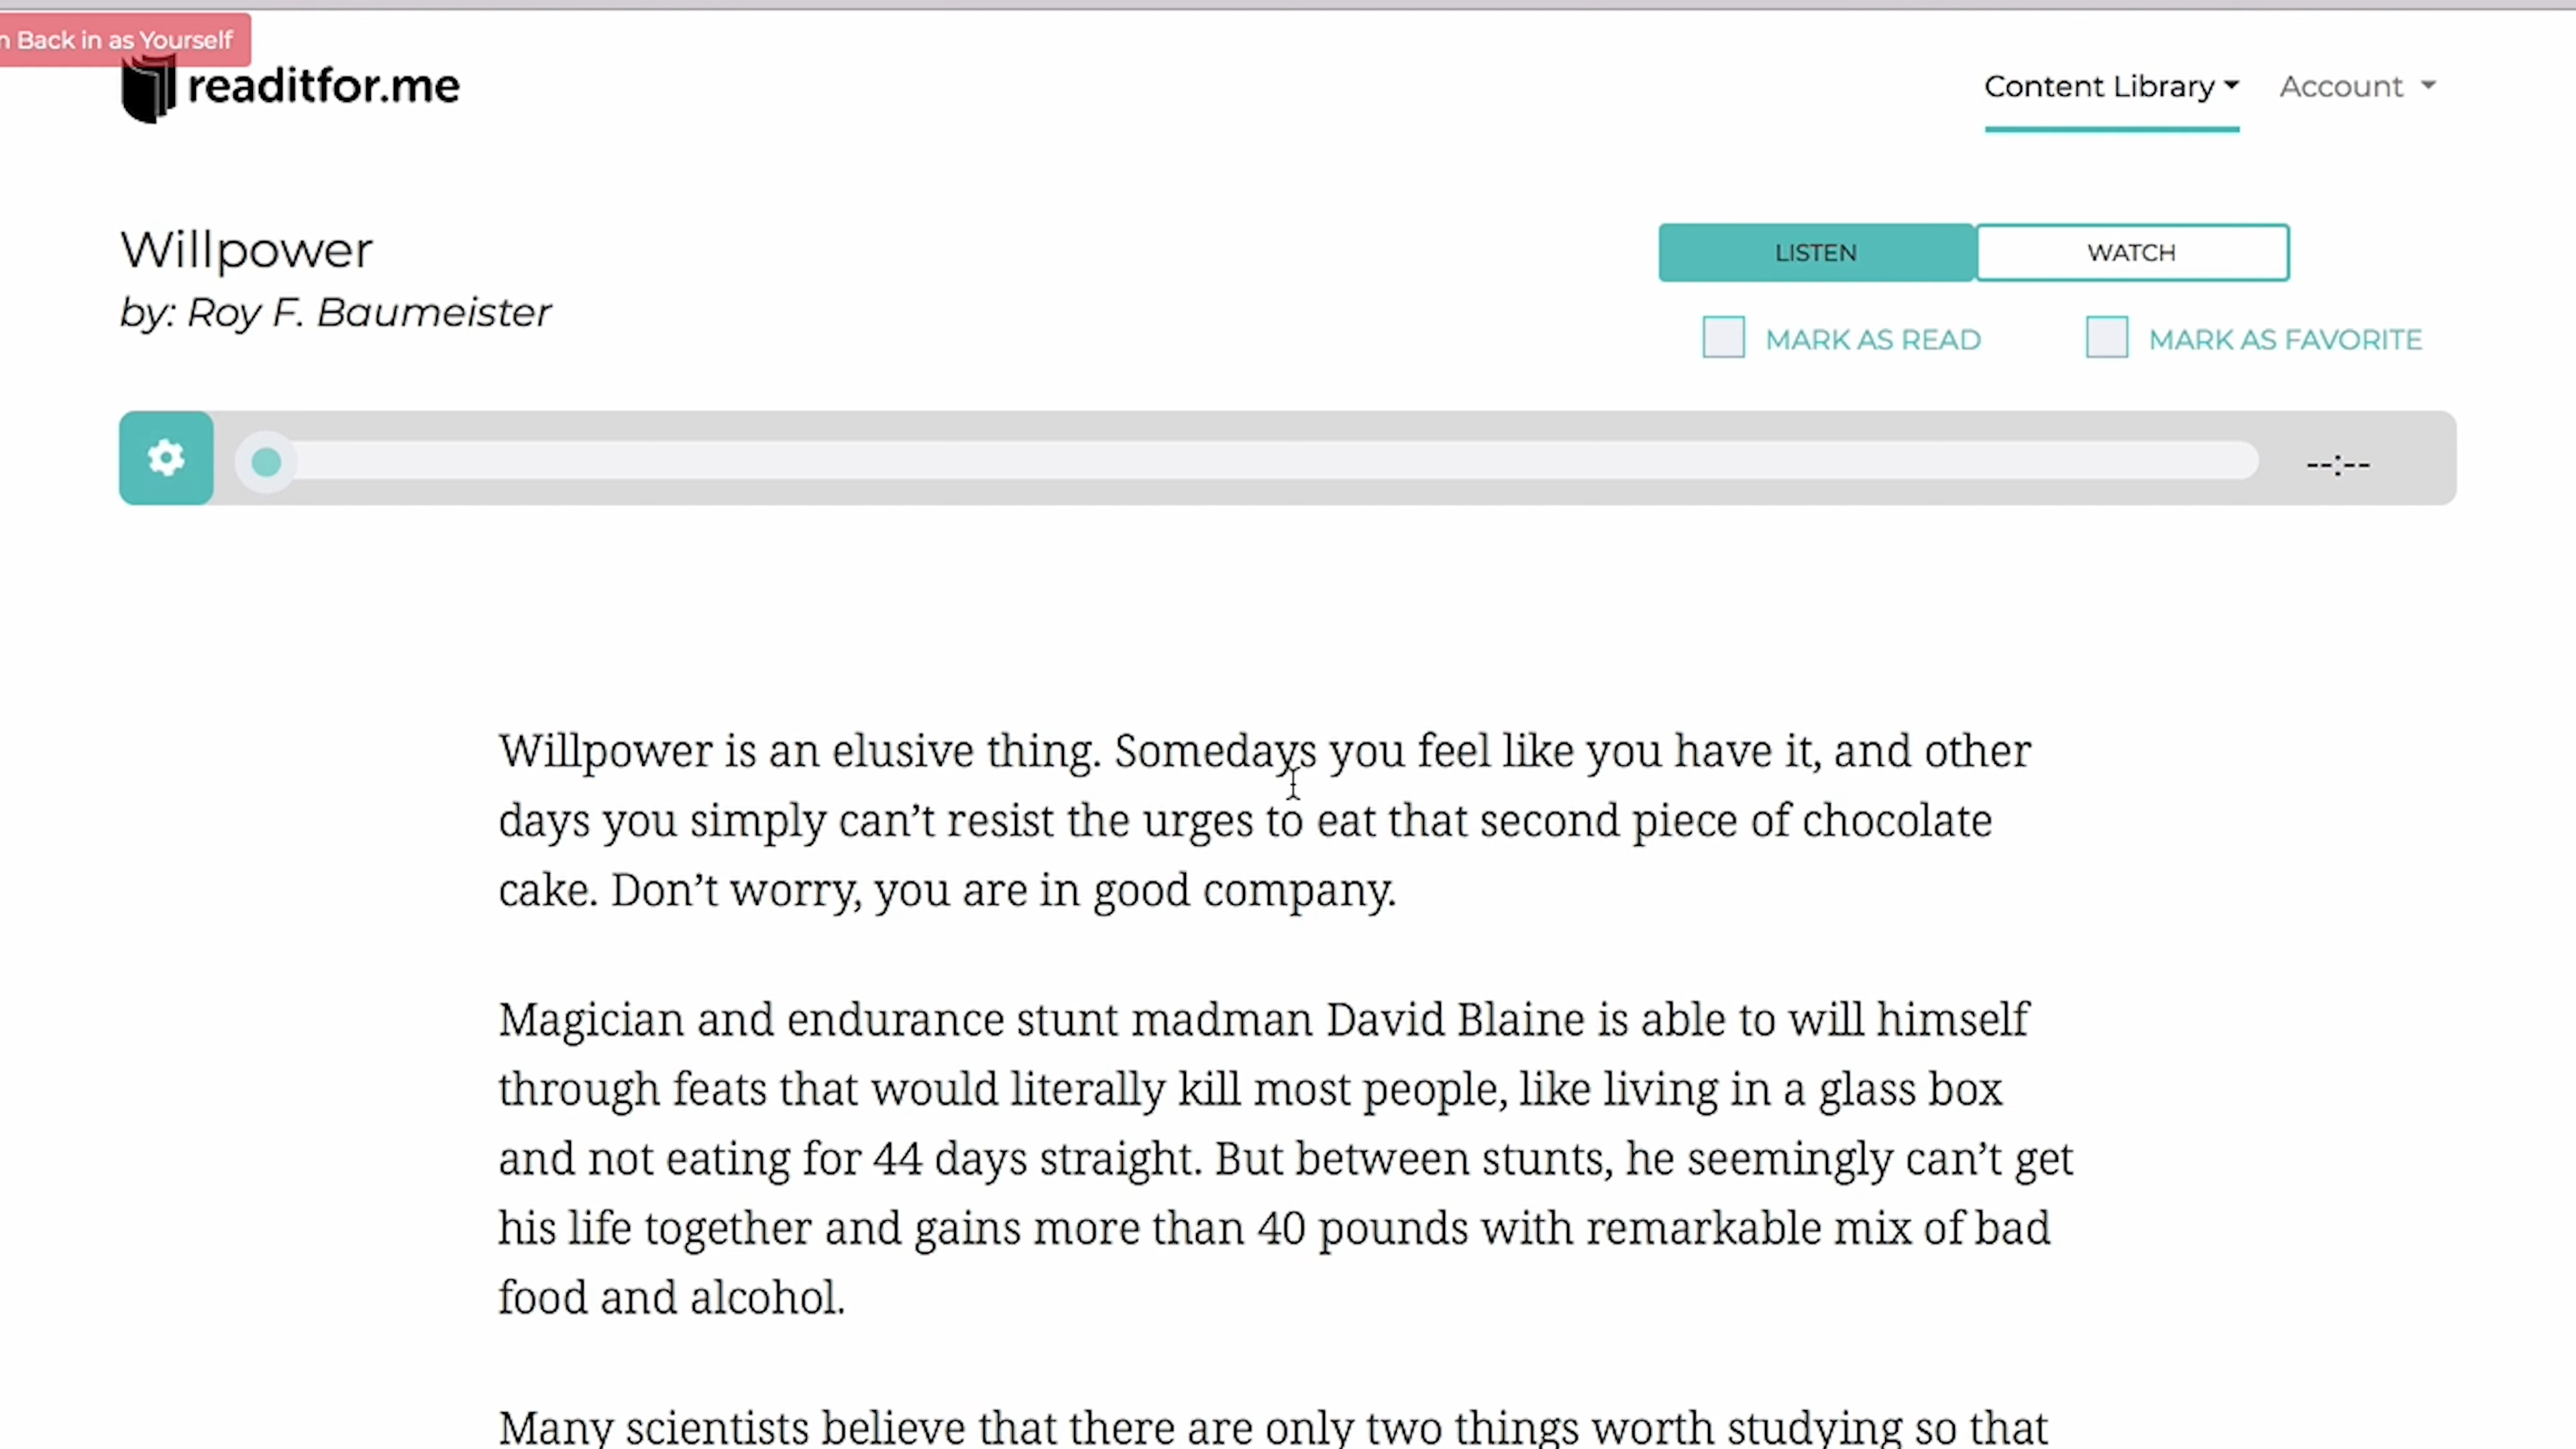 Back in as Yourself
readitfor.me
Content Library
Account
Willpower
by: Roy F. Baumeister
LISTEN
WATCH
MARK AS READ
MARK AS FAVORITE
--:--
Willpower is an elusive thing. Somedays you feel like you have it, and other
days you simply can’t resist the urges to eat that second piece of chocolate
cake. Don’t worry, you are in good company.
Magician and endurance stunt madman David Blaine is able to will himself
through feats that would literally kill most people, like living in a glass box
and not eating for 44 days straight. But between stunts, he seemingly can’t get
his life together and gains more than 40 pounds with remarkable mix of bad
food and alcohol.
Many scientists believe that there are only two things worth studying so that